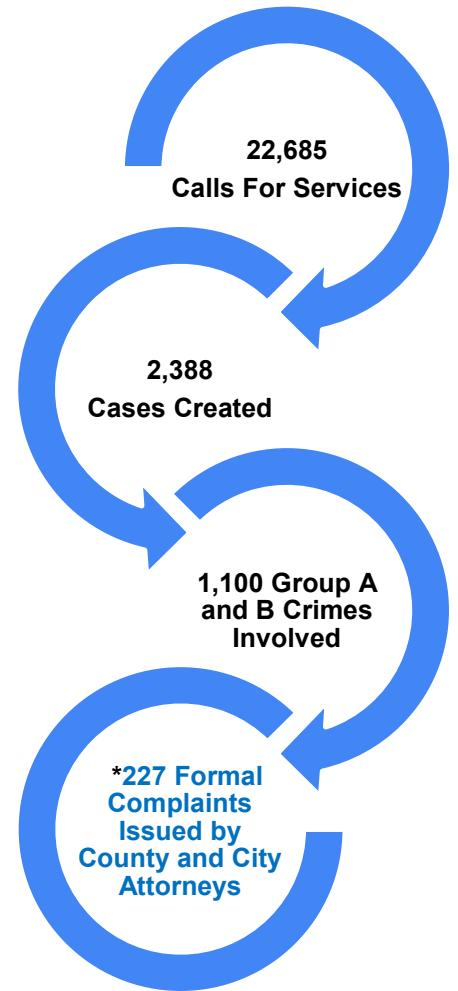 22,685
Calls For Services
2,388
Cases Created
1,100 Group A
and B Crimes
Involved
*227 Formal
Complaints
Issued by
County and City
Attorneys